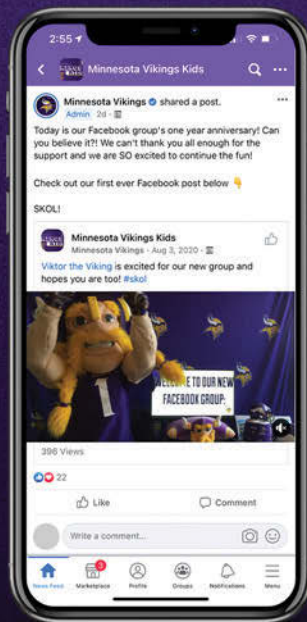 2:55
Minnesota Vikings Kids
Minnesota Vikings shared a post.
Admin 2d ·
Today is our Facebook group's one year anniversary! Can
you believe it?! We can't thank you all enough for the
support and we are SO excited to continue the fun!
Check out our first ever Facebook post below 👇
SKOL!
Minnesota Vikings Kids
Minnesota Vikings · Aug 3, 2020 ·
Viktor the Viking is excited for our new group and
hopes you are too! #skol
TO OUR NEW
FACEBOOK GROUP:
396 Views
22
Like Comment
Write a comment...
3
News Feed Marketplace Profile Groups Notifications Menu